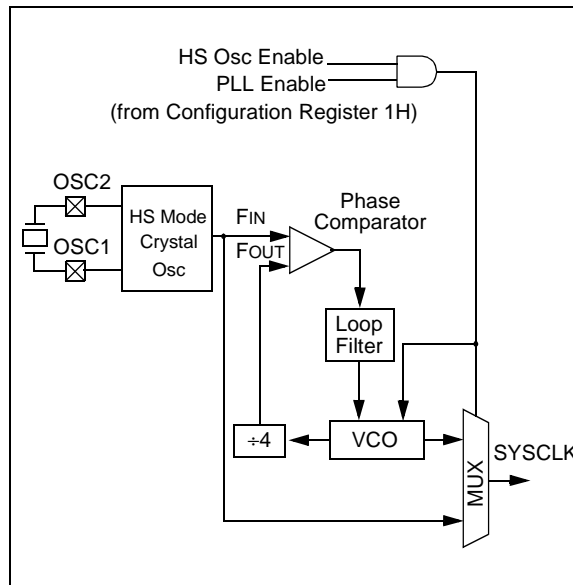 HS Osc Enable
PLL Enable
(from Configuration Register 1H)
OSC2
OSC1
HS Mode
Crystal
Osc
FIN
FOUT
Phase
Comparator
Loop
Filter
÷4
VCO
MUX
SYSCLK